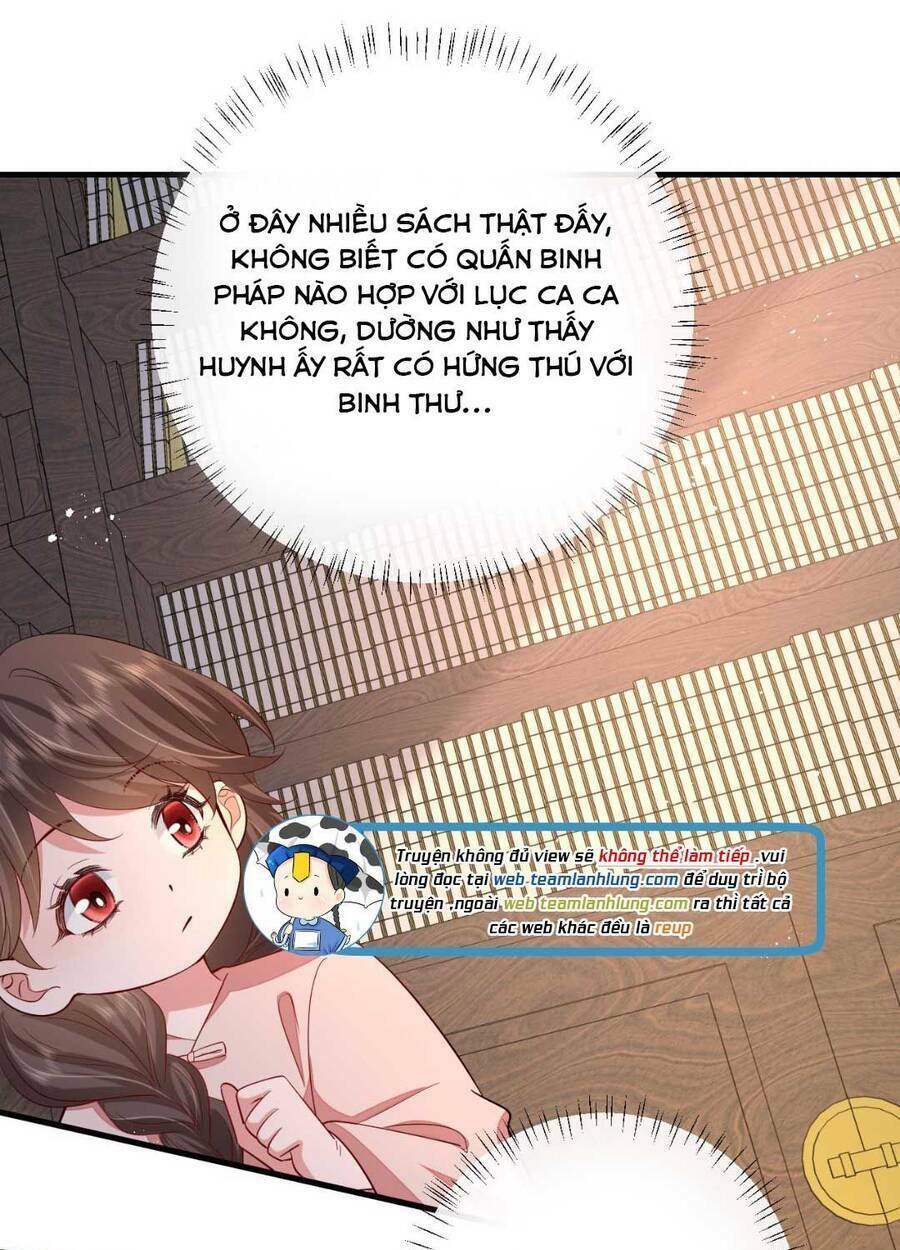 Ở ĐÂY NHIỀU SÁCH THẬT ĐẤY,
KHÔNG BIẾT CÓ QUẤN BINH
PHÁP NÀO HỢP VỚI LỤC CA CA
KHÔNG, DƯỜNG NHƯ THẤY
HUYNH ẤY RẤT CÓ HỨNG THÚ VỚI
BINH THƯ...
Truyện không đủ view sẽ không thể làm tiếp .vui
lòng đọc tại web teamlanhlung.com để duy trì bộ
truyện ,ngoài web teamlanhlung.com ra thì tất cả
các web khác đều là reup